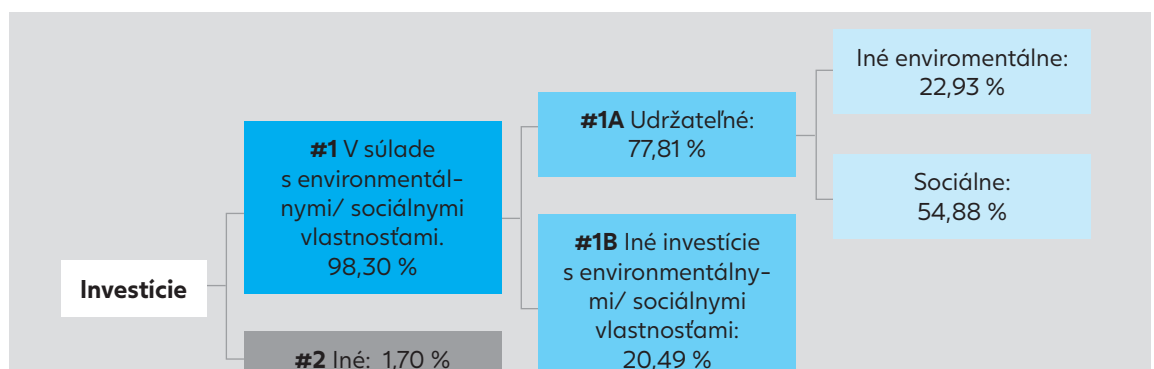 Investície
#1 V súlade
s environmentál-
nymi/ sociálnymi
vlastnosťami.
98,30 %
#2 Iné: 1,70 %
#1A Udržateľné:
77,81 %
#1B Iné investície
s environmentálny-
mi/ sociálnymi
vlastnosťami:
20,49 %
Iné enviromentálne:
22,93 %
Sociálne:
54,88 %